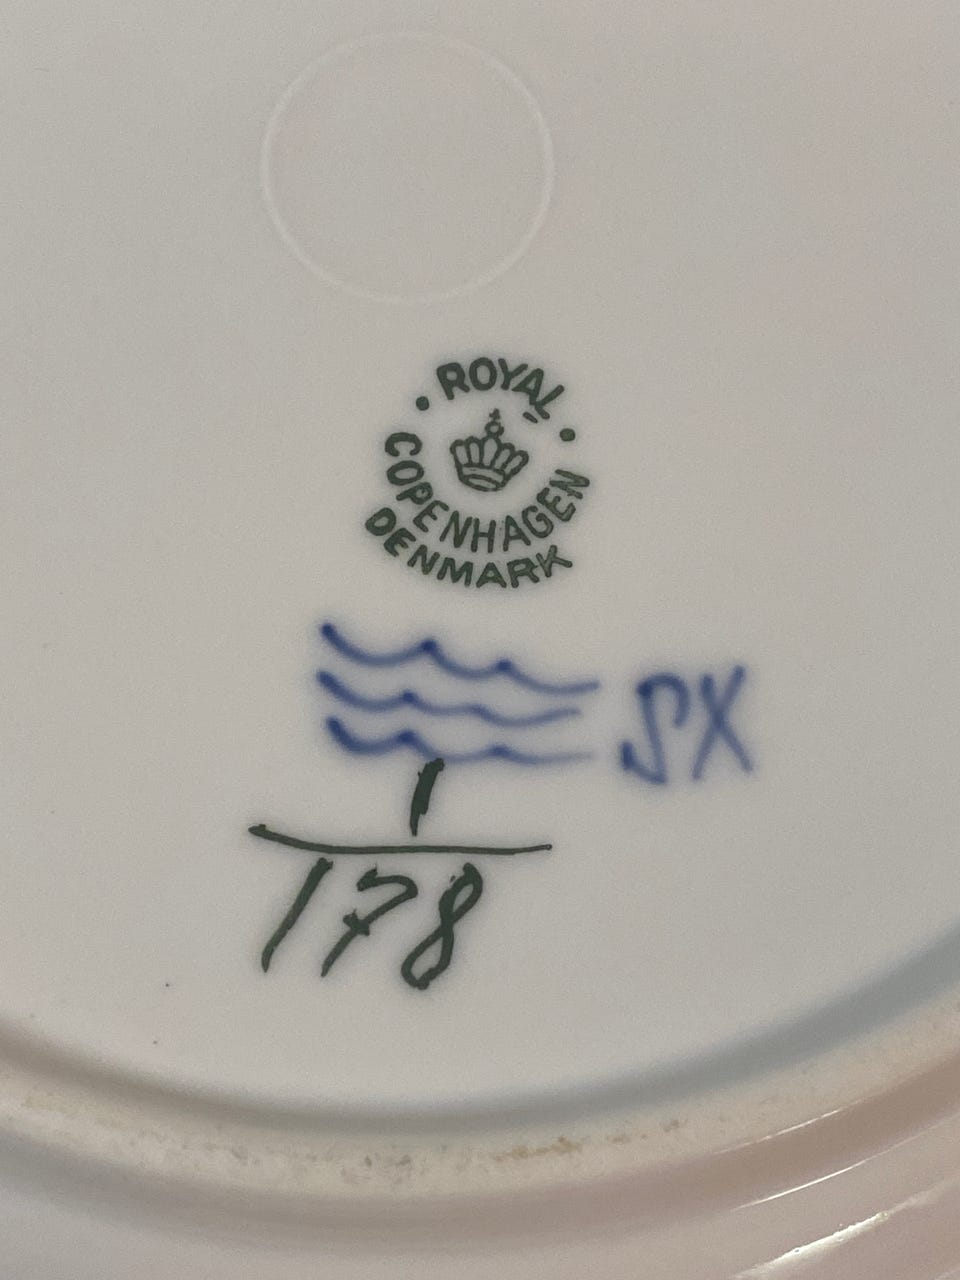 ROYAL
COPENHAGEN
DENMARK
SX
1
178